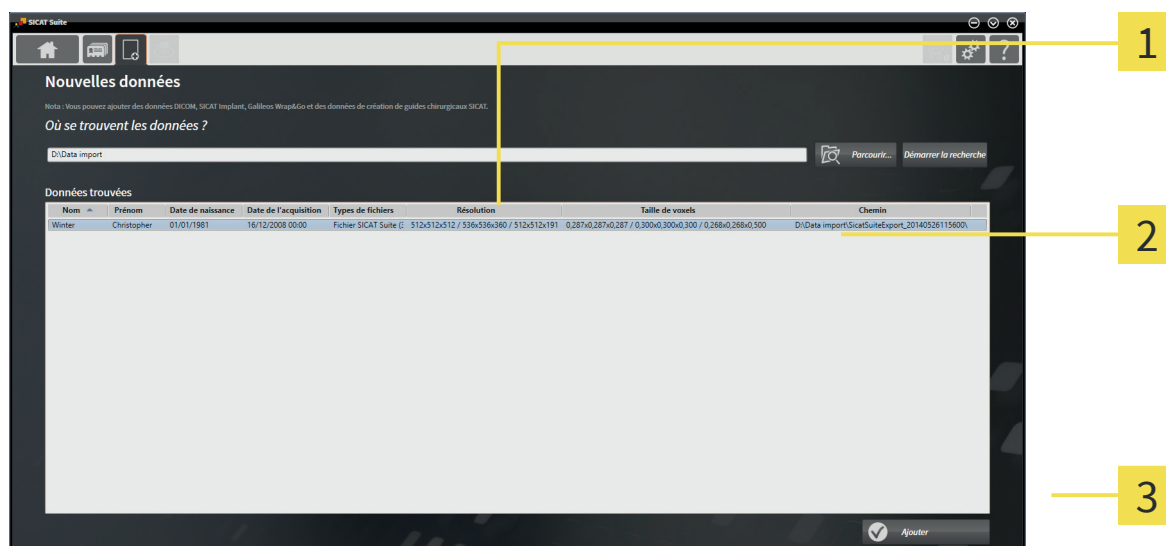 SICAT Suite
1
Nouvelles données
Nota : Vous pouvez ajouter des données DICOM, SICAT Implant, Galileos Wrap&Go et des données de création de guides chirurgicaux SICAT.
Où se trouvent les données ?
D:\Data import
Parcourir...
Démarrer la recherche
Données trouvées
Nom Prénom Date de naissance Date de l'acquisition Types de fichiers Résolution Taille de voxels Chemin
Winter Christopher 01/01/1981 16/12/2008 00:00 Fichier SICAT Suite (3 512x512x512 / 536x536x360 / 512x512x191 0,287x0,287x0,287 / 0,300x0,300x0,300 / 0,268x0,268x0,500 D:\Data import\SicatSuiteExport_20140526115600\
2
3
Ajouter
?